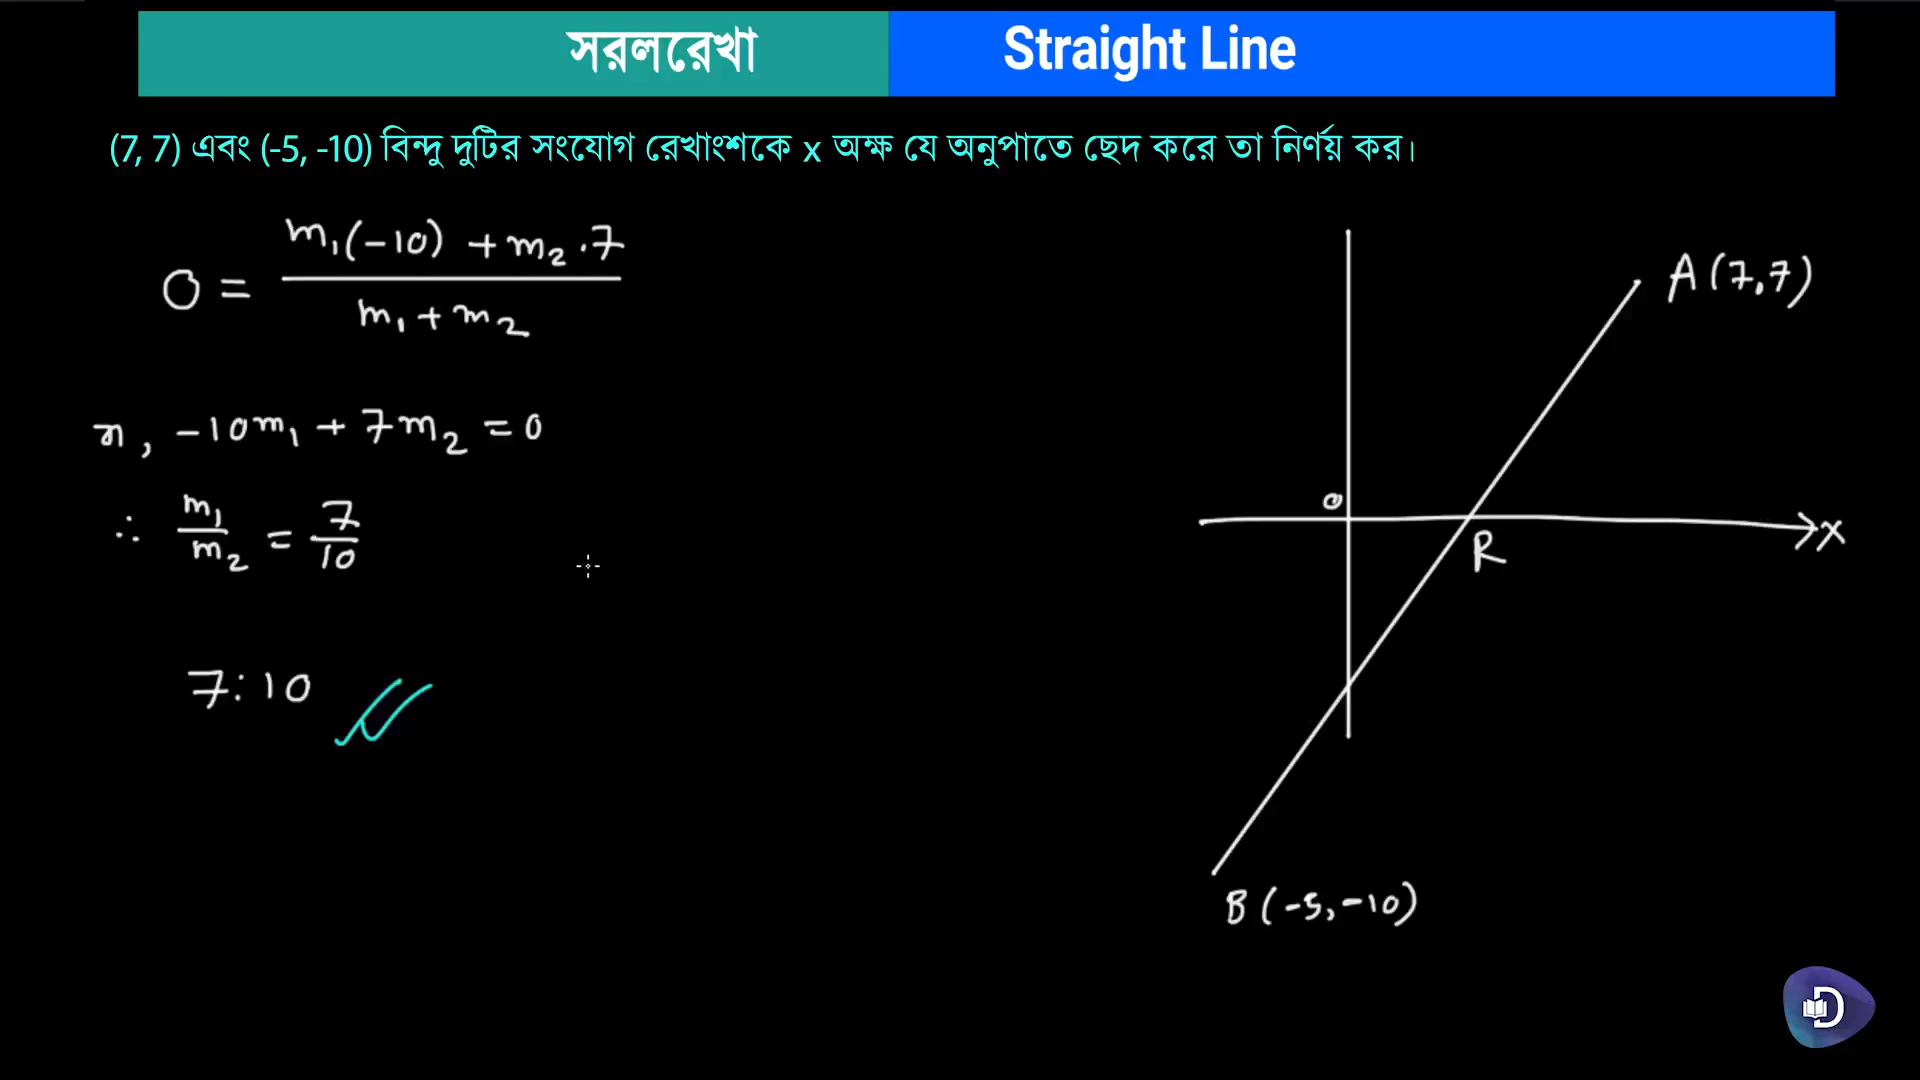 সরলরেখা Straight Line
(7, 7) এবং (-5, -10) বিন্দু দুটির সংযোগ রেখাংশকে x অক্ষ যে অনুপাতে ছেদ করে তা নির্ণয় কর।
0 = (m₁(-10) + m₂.7) / (m₁ + m₂)
, -10m₁ + 7m₂ = 0
∴ m₁/m₂ = 7/10
7:10
A (7,7)
O
X
R
B (-5, -10)
D